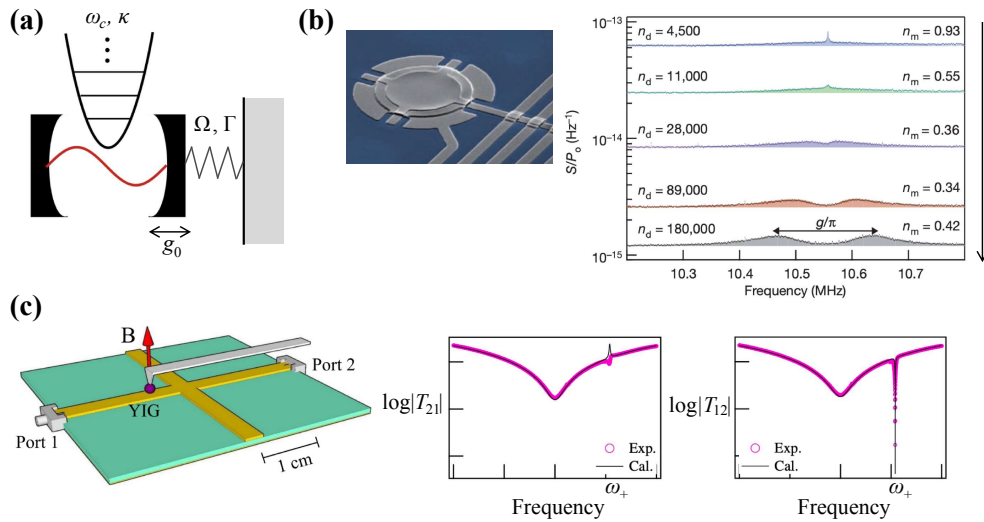 (a)
ω_c, κ
Ω, Γ
g_0
(b)
S/P_o (Hz⁻¹)
10⁻¹³
10⁻¹⁴
10⁻¹⁵
n_d = 4,500
n_m = 0.93
n_d = 11,000
n_m = 0.55
n_d = 28,000
n_m = 0.36
n_d = 89,000
n_m = 0.34
n_d = 180,000
n_m = 0.42
g/π
10.3 10.4 10.5 10.6 10.7
Frequency (MHz)
(c)
B
Port 2
YIG
Port 1
1 cm
log|T_21|
Exp.
Cal.
ω_+
Frequency
log|T_12|
Exp.
Cal.
ω_+
Frequency